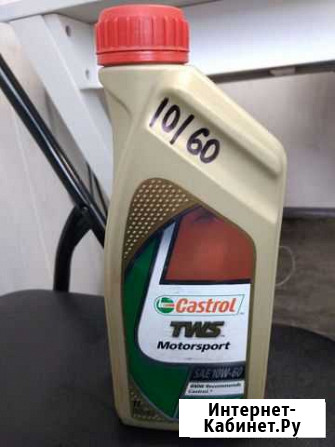 10/60
Castrol
TWS
Motorsport
SAE 10W-60
BMW Recommends
Castrol
Интернет-
Кабинет.Ру